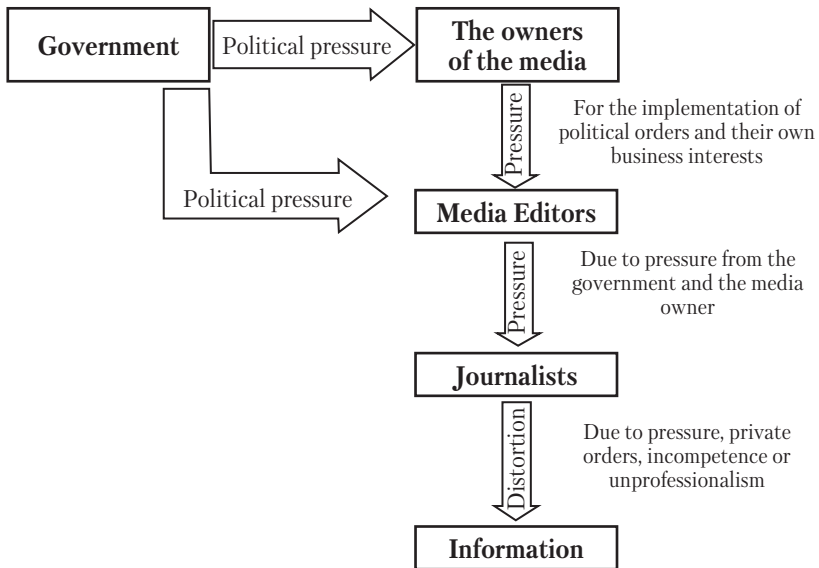 Government
Political pressure
The owners
of the media
Pressure
For the implementation of
political orders and their own
business interests
Political pressure
Media Editors
Pressure
Due to pressure from the
government and the media
owner
Journalists
Distortion
Due to pressure, private
orders, incompetence or
unprofessionalism
Information